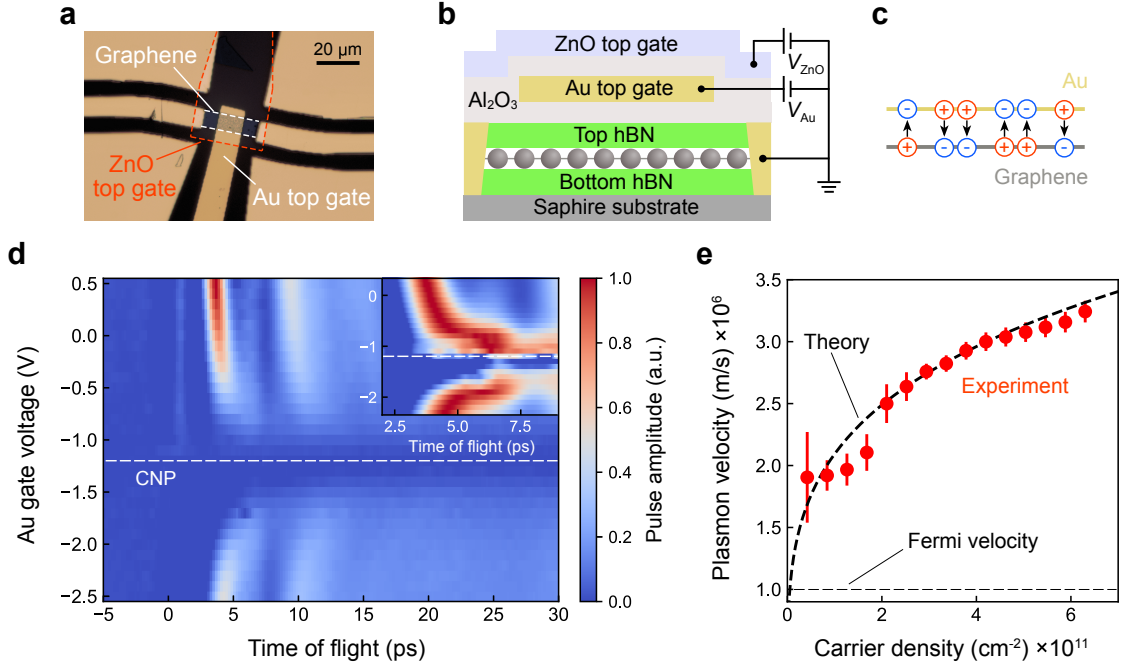 a
Graphene
20 µm
ZnO
top gate
Au top gate
b
ZnO top gate
Al₂O₃
Au top gate
V_ZnO
V_Au
Top hBN
Bottom hBN
Saphire substrate
c
Au
- + + - - +
+ - - + + -
Graphene
d
Au gate voltage (V)
0.5
0.0
−0.5
−1.0
−1.5
−2.0
−2.5
CNP
−5 0 5 10 15 20 25 30
Time of flight (ps)
0
−1
−2
2.5 5.0 7.5
Time of flight (ps)
1.0
0.8
0.6
0.4
0.2
0.0
Pulse amplitude (a.u.)
e
Plasmon velocity (m/s) ×10⁶
3.5
3.0
2.5
2.0
1.5
1.0
Theory
Experiment
Fermi velocity
0 2 4 6
Carrier density (cm⁻²) ×10¹¹